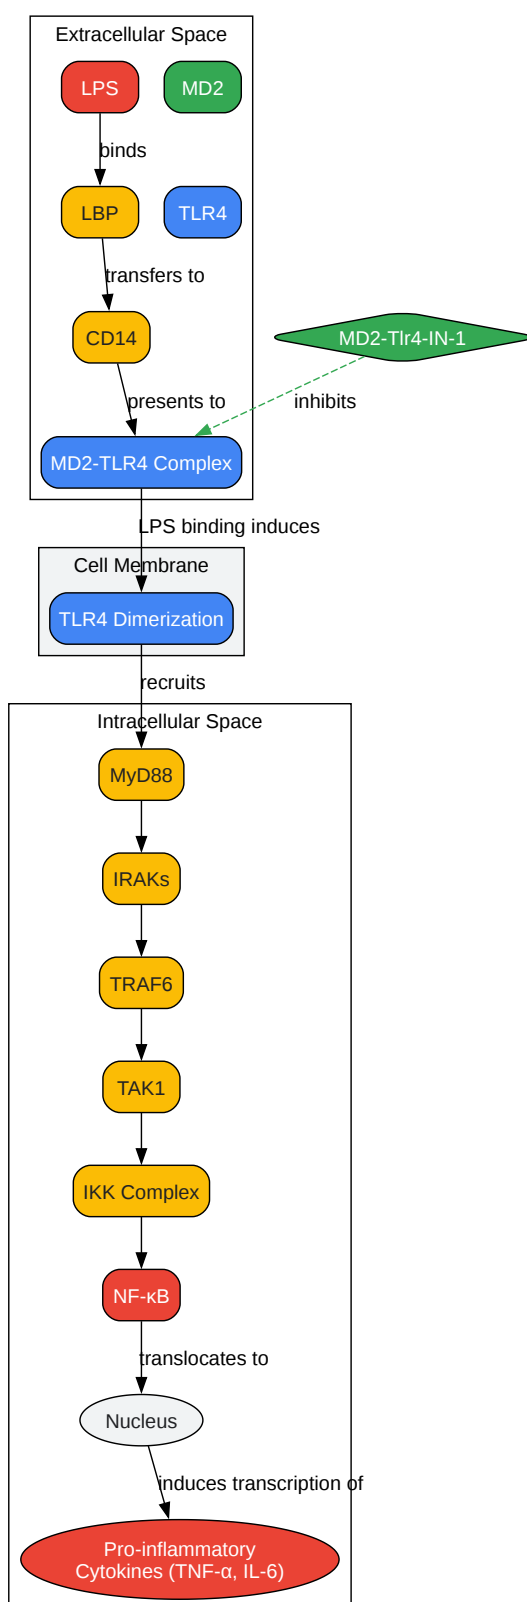 Extracellular Space
LPS
MD2
binds
LBP
TLR4
transfers to
CD14
MD2-Tlr4-IN-1
presents to
inhibits
MD2-TLR4 Complex
LPS binding induces
Cell Membrane
TLR4 Dimerization
recruits
Intracellular Space
MyD88
IRAKs
TRAF6
TAK1
IKK Complex
NF-κB
translocates to
Nucleus
induces transcription of
Pro-inflammatory
Cytokines (TNF-α, IL-6)